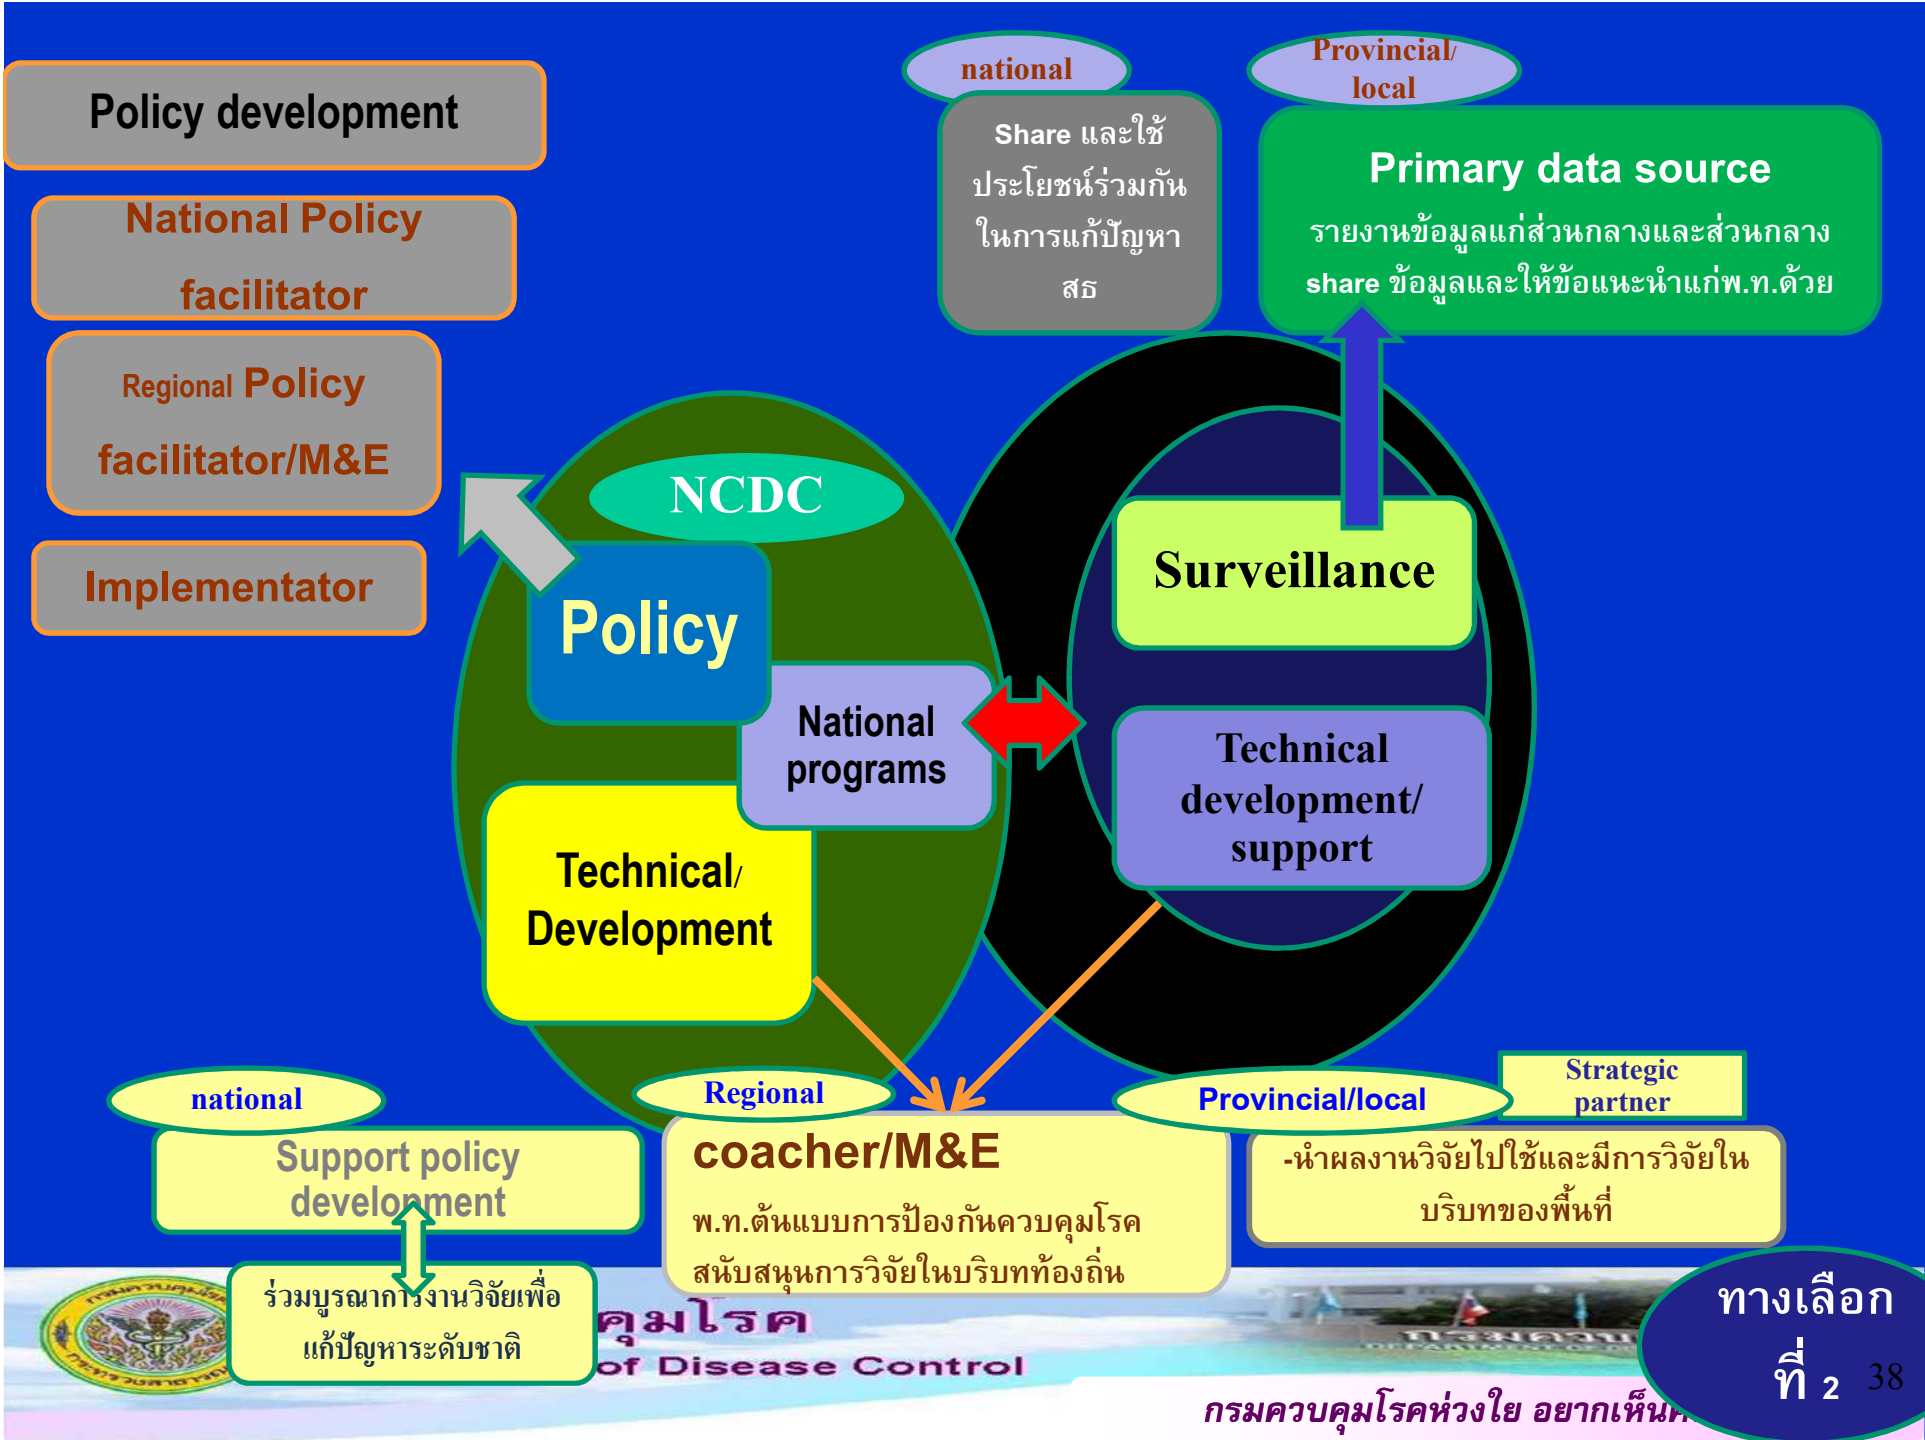 Policy development
National Policy
facilitator
Regional Policy
facilitator/M&E
Implementator
national
Share และใช้
ประโยชน์ร่วมกัน
ในการแก้ปัญหา
สธ
Provincial/
local
Primary data source
รายงานข้อมูลแก่ส่วนกลางและส่วนกลาง
share ข้อมูลและให้ข้อแนะนำแก่พ.ท.ด้วย
NCDC
Policy
National
programs
Technical/
Development
Surveillance
Technical
development/
support
national
Support policy
development
ร่วมบูรณาการงานวิจัยเพื่อ
แก้ปัญหาระดับชาติ
Regional
coacher/M&E
พ.ท.ต้นแบบการป้องกันควบคุมโรค
สนับสนุนการวิจัยในบริบทท้องถิ่น
Provincial/local
Strategic
partner
-นำผลงานวิจัยไปใช้และมีการวิจัยใน
บริบทของพื้นที่
คุมโรค
of Disease Control
กรมควบ
กรมควบคุมโรคห่วงใย อยากเห็น
ทางเลือก
ที่ 2
38